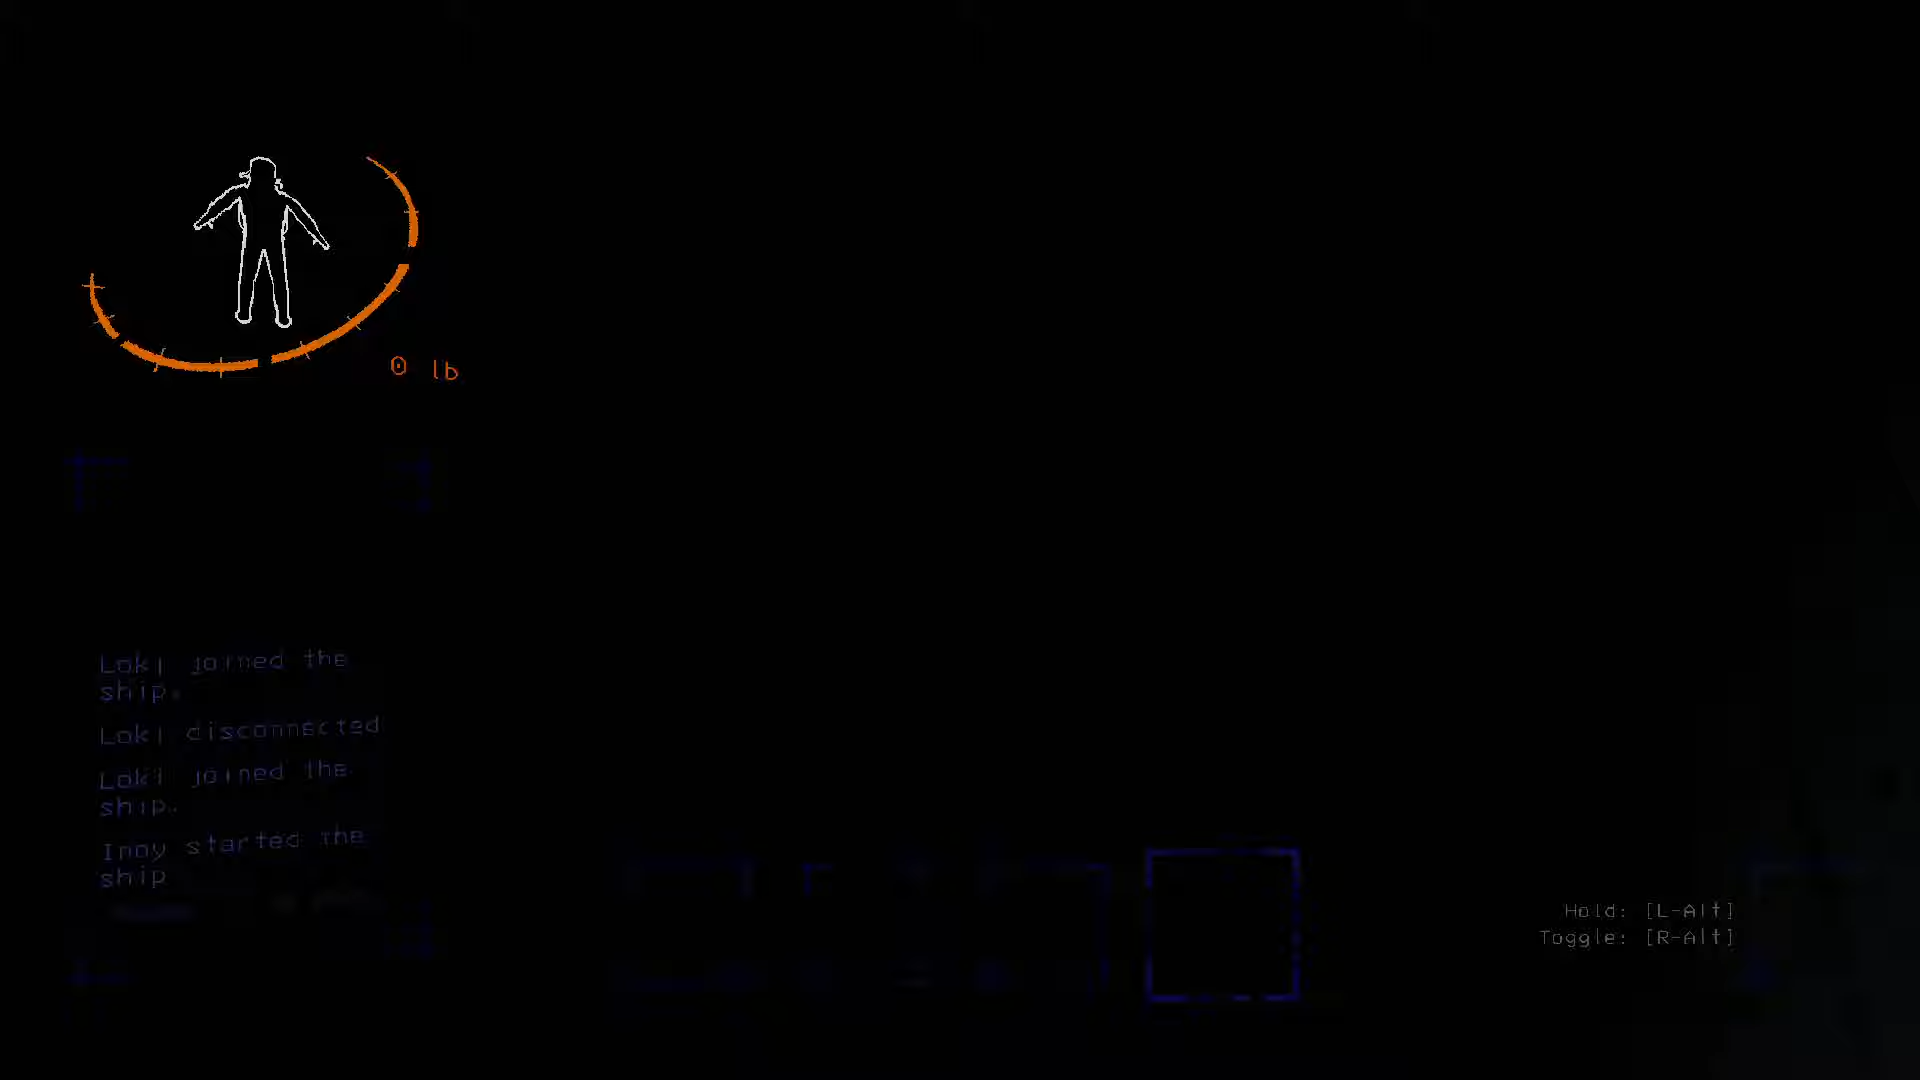 0 lb
Loki joined the
ship.
Loki disconnected
Loki joined the
ship.
Inoy started the
ship
Hold: [L-Alt]
Toggle: [R-Alt]